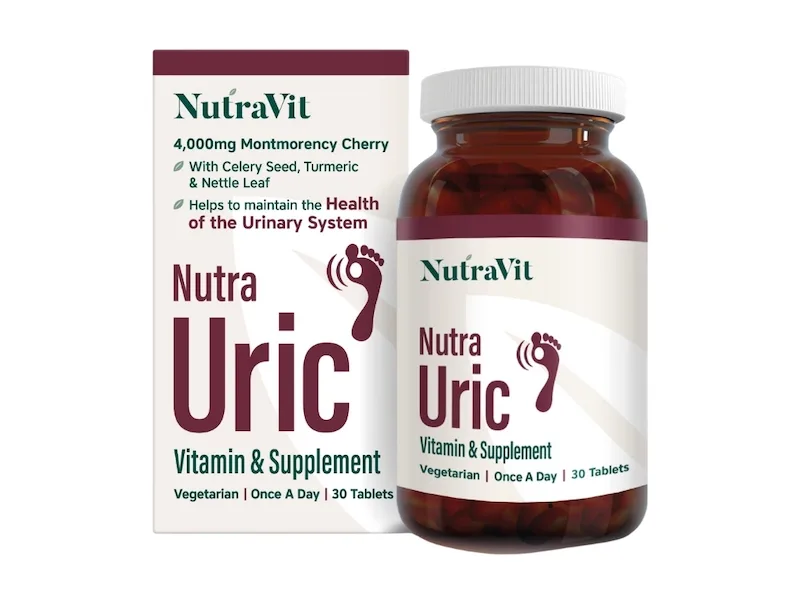 NutraVit
4,000mg Montmorency Cherry
With Celery Seed, Turmeric
& Nettle Leaf
Helps to maintain the Health
of the Urinary System
Nutra
Uric
Vitamin & Supplement
Vegetarian | Once A Day | 30 Tablets
NutraVit
Nutra
Uric
Vitamin & Supplement
Vegetarian | Once A Day | 30 Tablets